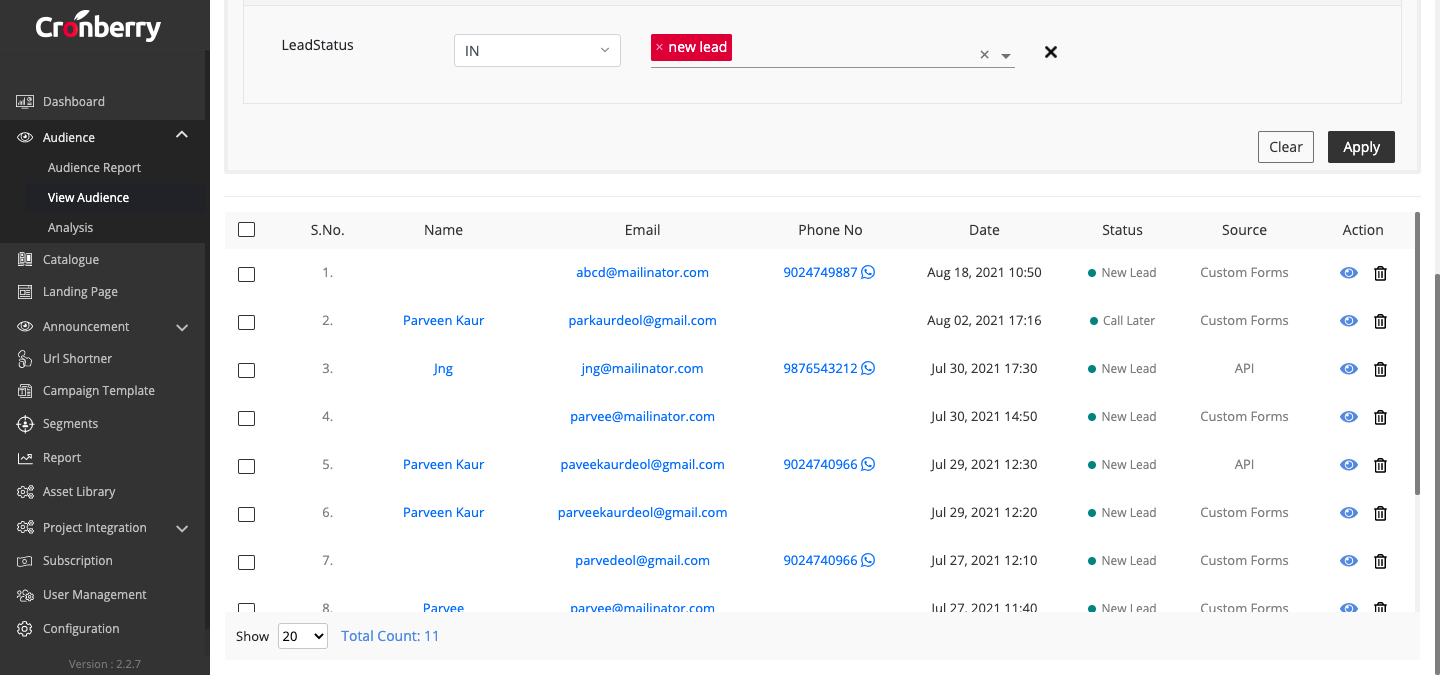 Cronberry
Dashboard
Audience
Audience Report
View Audience
Analysis
Catalogue
Landing Page
Announcement
Url Shortner
Campaign Template
Segments
Report
Asset Library
Project Integration
Subscription
User Management
Configuration
Version : 2.2.7
LeadStatus IN × new lead ×
Clear Apply
S.No. Name Email Phone No Date Status Source Action
1. abcd@mailinator.com 9024749887 Aug 18, 2021 10:50 New Lead Custom Forms
2. Parveen Kaur parkaurdeol@gmail.com Aug 02, 2021 17:16 Call Later Custom Forms
3. Jng jng@mailinator.com 9876543212 Jul 30, 2021 17:30 New Lead API
4. parvee@mailinator.com Jul 30, 2021 14:50 New Lead Custom Forms
5. Parveen Kaur paveekaurdeol@gmail.com 9024740966 Jul 29, 2021 12:30 New Lead API
6. Parveen Kaur parveekaurdeol@gmail.com Jul 29, 2021 12:20 New Lead Custom Forms
7. parvedeol@gmail.com 9024740966 Jul 27, 2021 12:10 New Lead Custom Forms
8. Parvee parvee@mailinator.com Jul 27, 2021 11:40 New Lead Custom Forms
Show 20 Total Count: 11